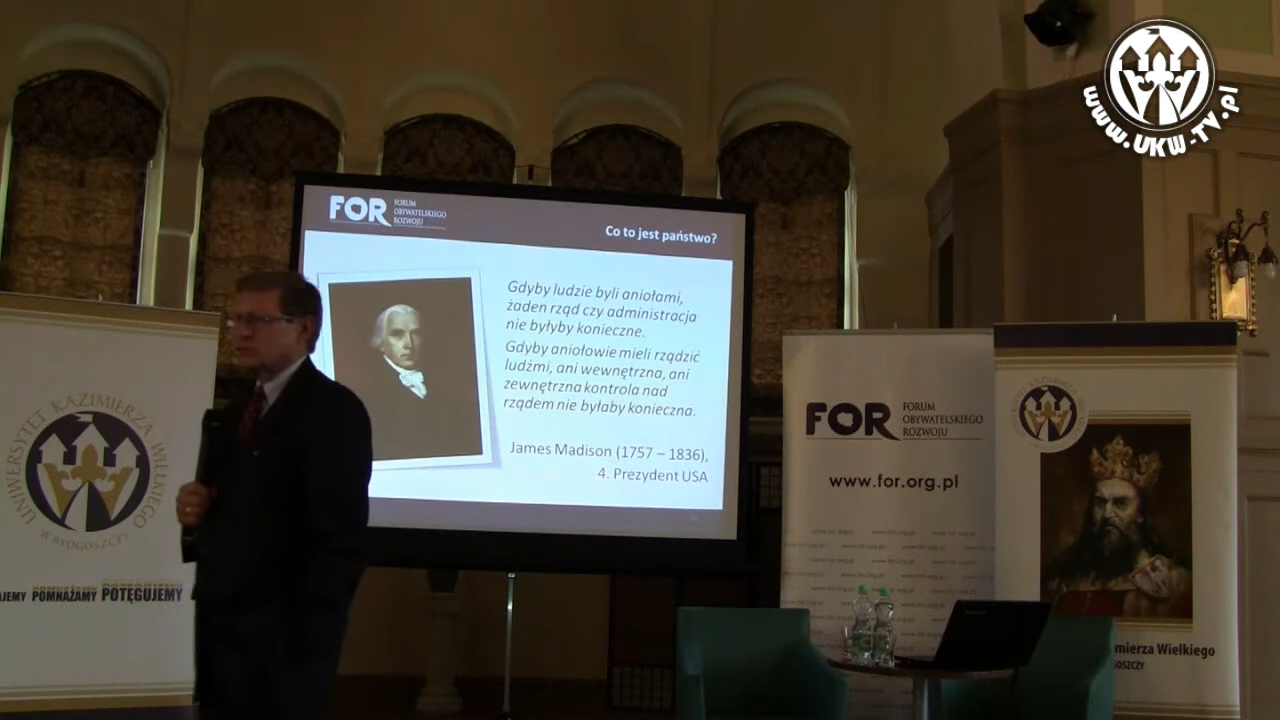 www.UKW-TV.pl
FOR
FORUM
OBYWATELSKIEGO
ROZWOJU
Co to jest państwo?
Gdyby ludzie byli aniołami,
żaden rząd czy administracja
nie byłyby konieczne.
Gdyby aniołowie mieli rządzić
ludźmi, ani wewnętrzna, ani
zewnętrzna kontrola nad
rządem nie byłaby konieczna.
James Madison (1757 – 1836),
4. Prezydent USA
UNIWERSYTET KAZIMIERZA WIELKIEGO
W BYDGOSZCZY
AJEMY POMNAŻAMY POTĘGUJEMY
FOR
FORUM
OBYWATELSKIEGO
ROZWOJU
www.for.org.pl
mierza Wielkiego
GOSZCZY